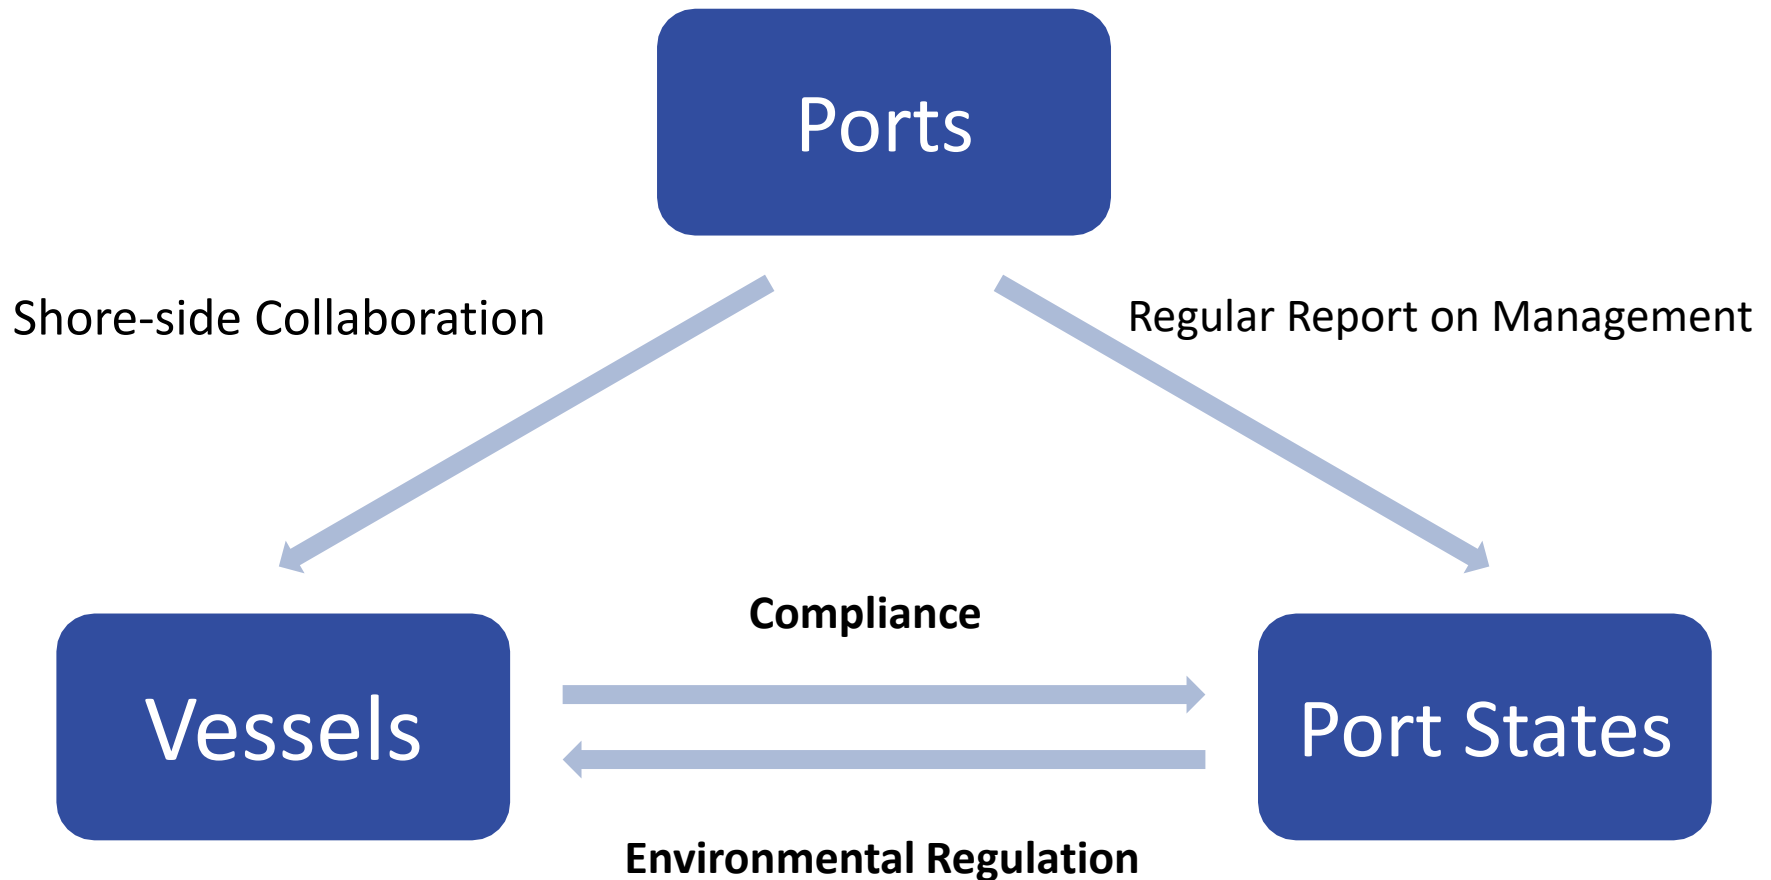 Ports
Shore-side Collaboration
Regular Report on Management
Compliance
Vessels
Port States
Environmental Regulation